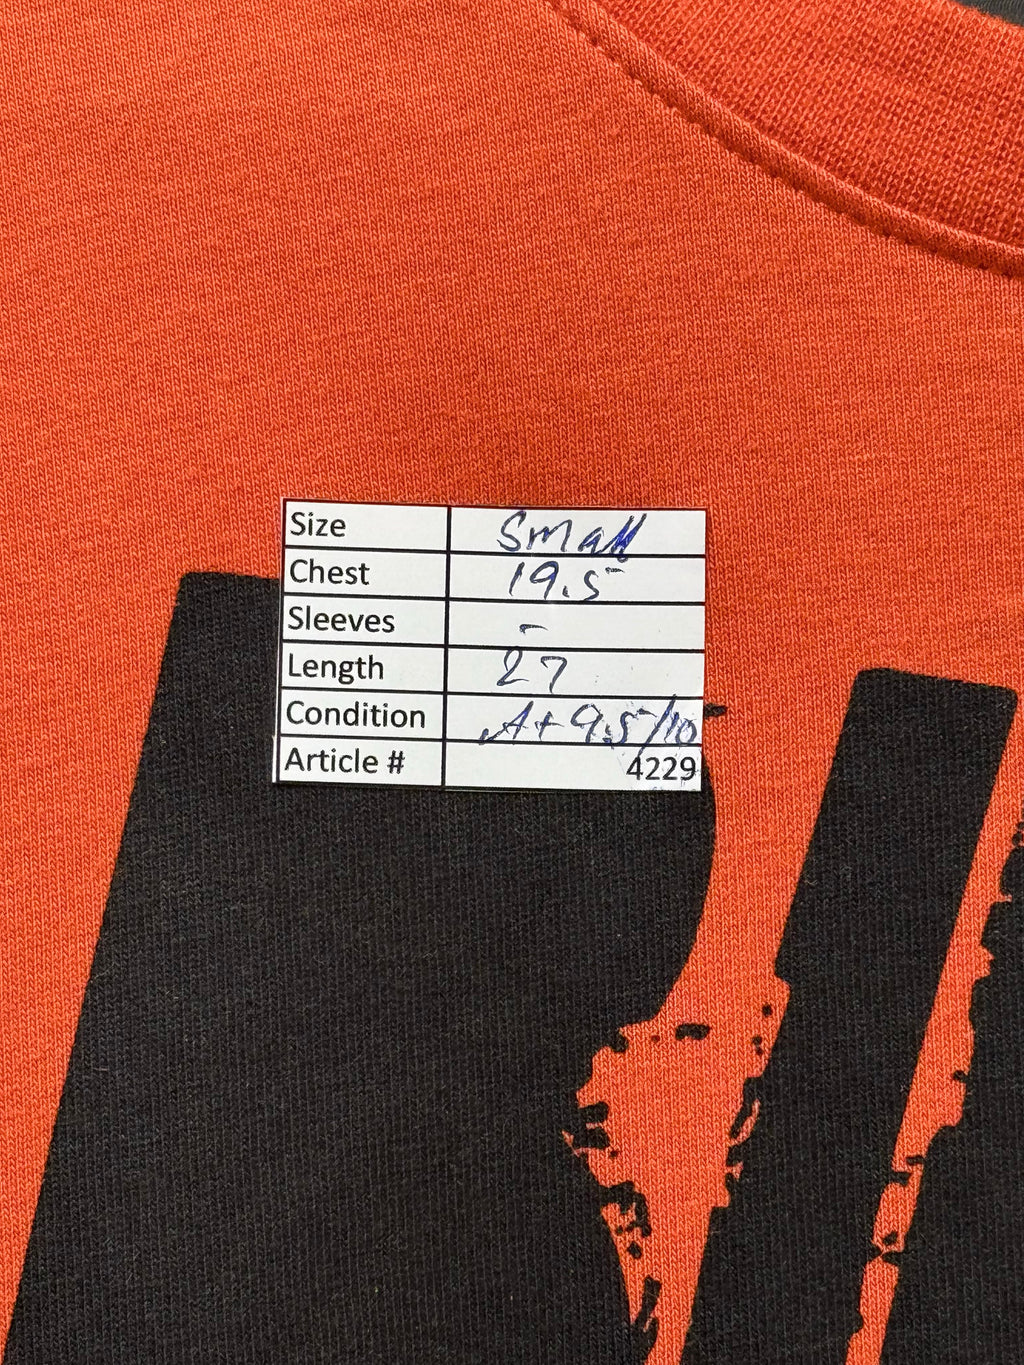 Size Small
Chest 19.5
Sleeves -
Length 27
Condition A+ 9.5/10
Article # 4229